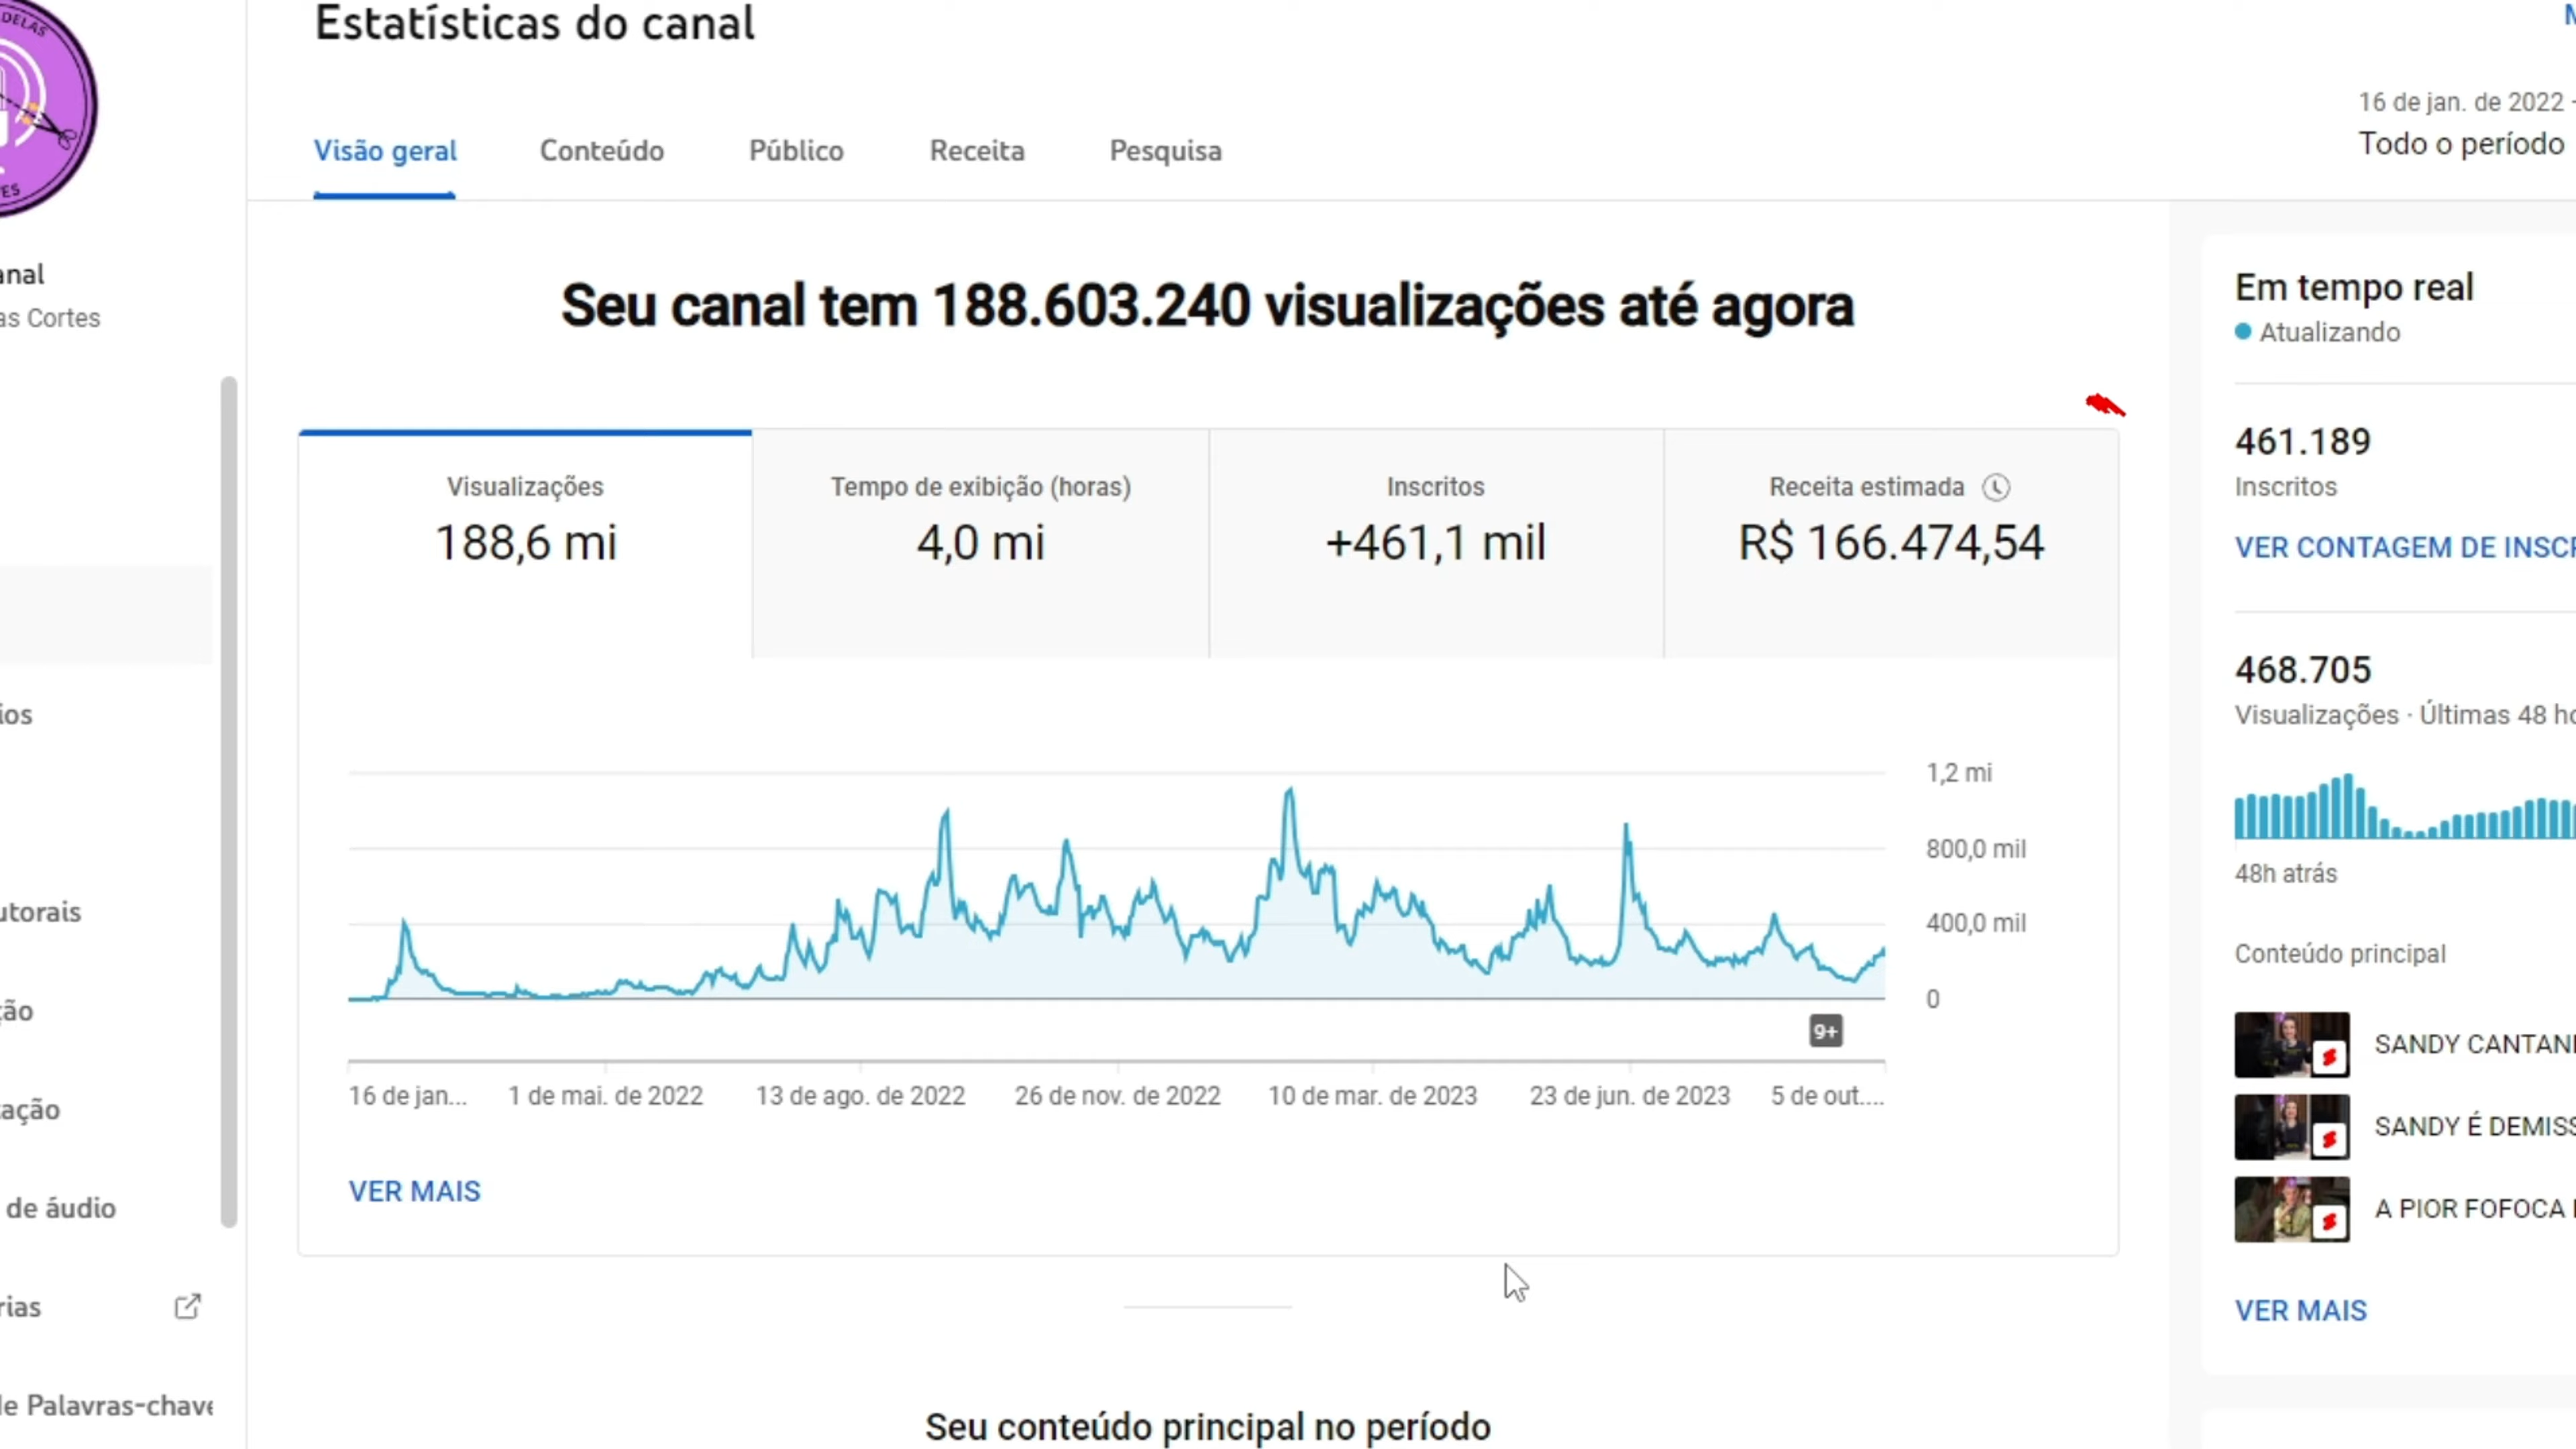 Estatísticas do canal
DELAS
16 de jan. de 2022 -
Todo o período
Visão geral
Conteúdo
Público
Receita
Pesquisa
anal
as Cortes
ios
utorais
ção
tação
de áudio
rias
de Palavras-chave
Seu canal tem 188.603.240 visualizações até agora
Visualizações
188,6 mi
Tempo de exibição (horas)
4,0 mi
Inscritos
+461,1 mil
Receita estimada
R$ 166.474,54
1,2 mi
800,0 mil
400,0 mil
0
9+
16 de jan...
1 de mai. de 2022
13 de ago. de 2022
26 de nov. de 2022
10 de mar. de 2023
23 de jun. de 2023
5 de out....
VER MAIS
Seu conteúdo principal no período
Em tempo real
Atualizando
461.189
Inscritos
VER CONTAGEM DE INSCR
468.705
Visualizações · Últimas 48 ho
48h atrás
Conteúdo principal
SANDY CANTAN
SANDY É DEMISS
A PIOR FOFOCA
VER MAIS